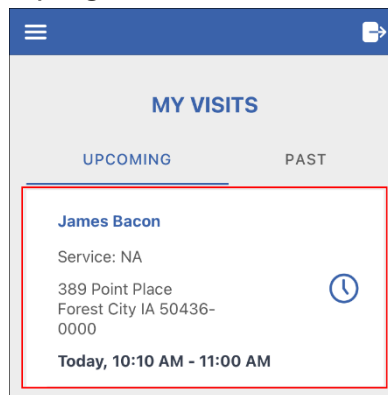 MY VISITS
UPCOMING PAST
James Bacon
Service: NA
389 Point Place
Forest City IA 50436-
0000
Today, 10:10 AM - 11:00 AM